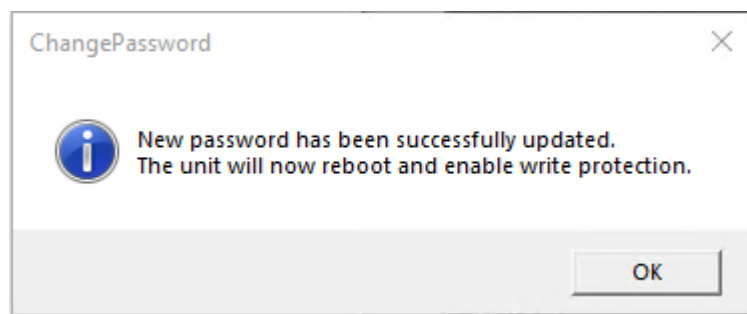 ChangePassword
New password has been successfully updated.
The unit will now reboot and enable write protection.
OK